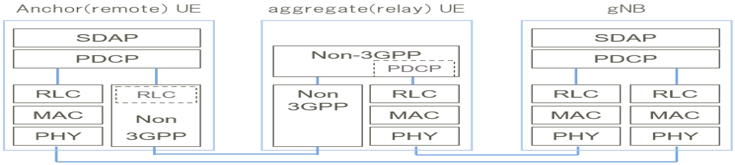 Anchor(remote) UE
aggregate(relay) UE
gNB
SDAP
PDCP
RLC
MAC
PHY
RLC
Non
3GPP
Non-3GPP
PDCP
Non
3GPP
RLC
MAC
PHY
SDAP
PDCP
RLC
MAC
PHY
RLC
MAC
PHY